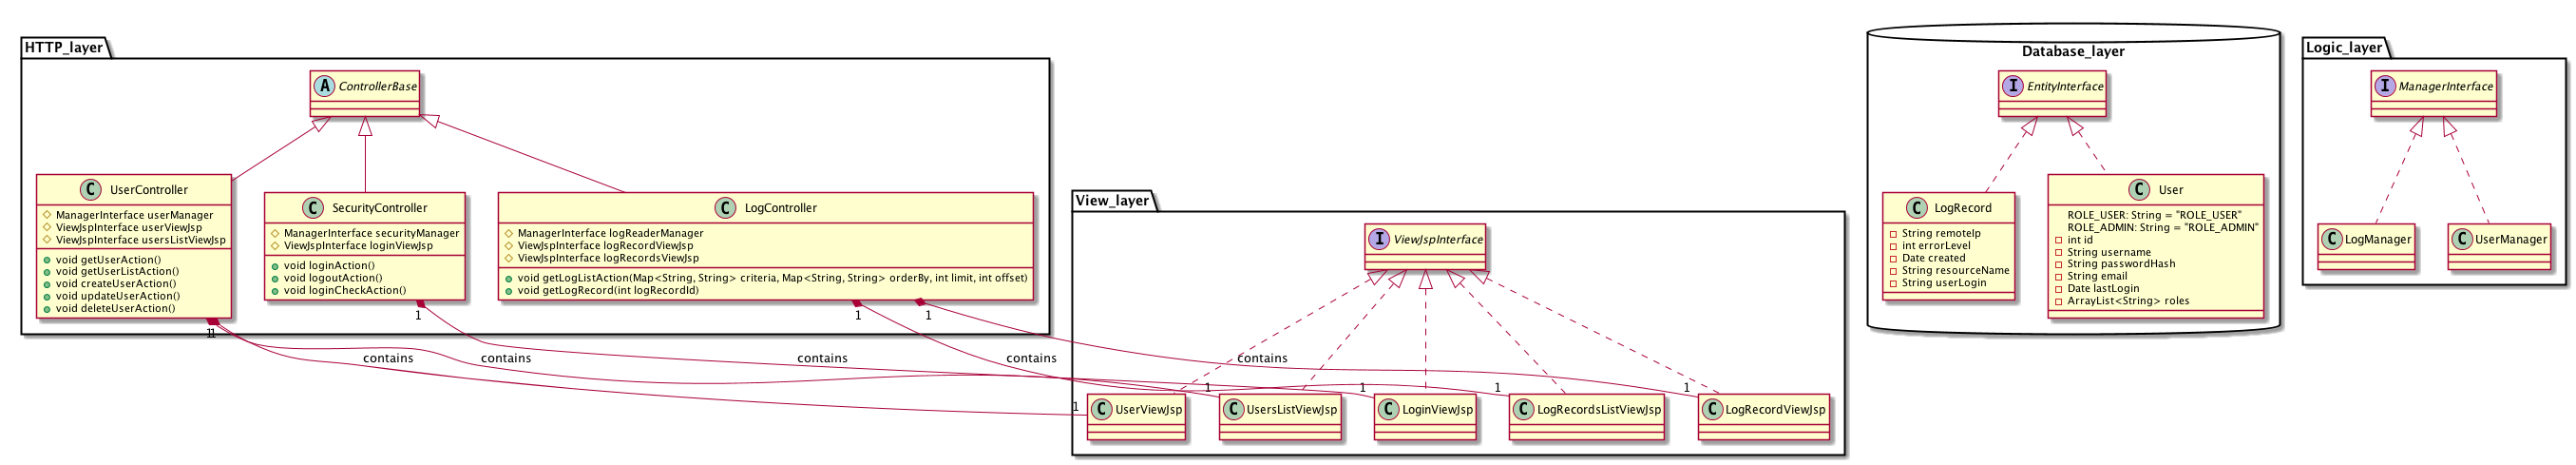 HTTP_layer
A ControllerBase
C UserController
ManagerInterface userManager
ViewJspInterface userViewJsp
ViewJspInterface usersListViewJsp
void getUserAction()
void getUserListAction()
void createUserAction()
void updateUserAction()
void deleteUserAction()
C SecurityController
ManagerInterface securityManager
ViewJspInterface loginViewJsp
void loginAction()
void logoutAction()
void loginCheckAction()
C LogController
ManagerInterface logReaderManager
ViewJspInterface logRecordViewJsp
ViewJspInterface logRecordsViewJsp
void getLogListAction(Map<String, String> criteria, Map<String, String> orderBy, int limit, int offset)
void getLogRecord(int logRecordId)
1
1
1
1
1
contains
contains
contains
contains
contains
View_layer
I ViewJspInterface
1
1
1
1
1
C UserViewJsp
C UsersListViewJsp
C LoginViewJsp
C LogRecordsListViewJsp
C LogRecordViewJsp
Database_layer
I EntityInterface
C LogRecord
String remoteIp
int errorLevel
Date created
String resourceName
String userLogin
C User
ROLE_USER: String = "ROLE_USER"
ROLE_ADMIN: String = "ROLE_ADMIN"
int id
String username
String passwordHash
String email
Date lastLogin
ArrayList<String> roles
Logic_layer
I ManagerInterface
C LogManager
C UserManager